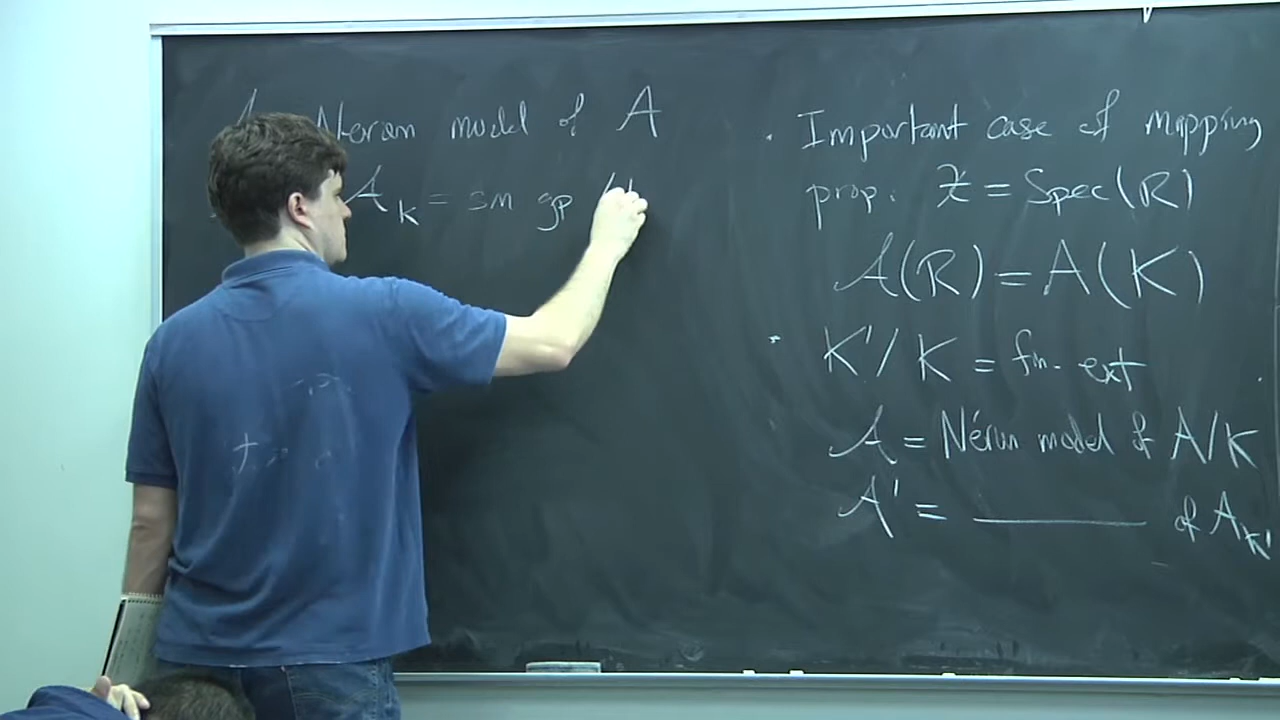 Néron model of A
A_K = sm gp
· Important case of mapping
prop. Z = Spec(R)
A(R) = A(K)
· K'/K = fin. ext
A = Néron model of A/K
A' = ——— of A_K'